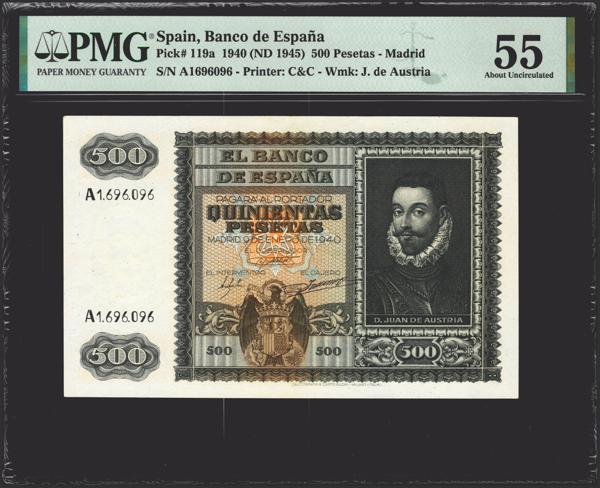 PMG
PAPER MONEY GUARANTY
Spain, Banco de España
Pick# 119a 1940 (ND 1945) 500 Pesetas - Madrid
S/N A1696096 - Printer: C&C - Wmk: J. de Austria
55
About Uncirculated
500
A1.696.096
EL BANCO
DE ESPAÑA
PAGARÁ AL PORTADOR
QUINIENTAS
PESETAS
MADRID 9 DE ENERO DE 1940
EL GOBERNADOR
EL INTERVENTOR
EL CAJERO
D. JUAN DE AUSTRIA
A1.696.096
500
500
500
500